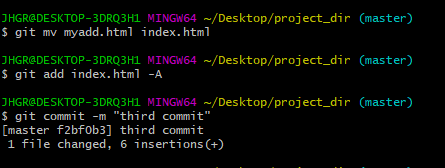 JHGR@DESKTOP-3DRQ3H1 MINGW64 ~/Desktop/project_dir (master)
$ git mv myadd.html index.html
JHGR@DESKTOP-3DRQ3H1 MINGW64 ~/Desktop/project_dir (master)
$ git add index.html -A
JHGR@DESKTOP-3DRQ3H1 MINGW64 ~/Desktop/project_dir (master)
$ git commit -m "third commit"
[master f2bf0b3] third commit
 1 file changed, 6 insertions(+)